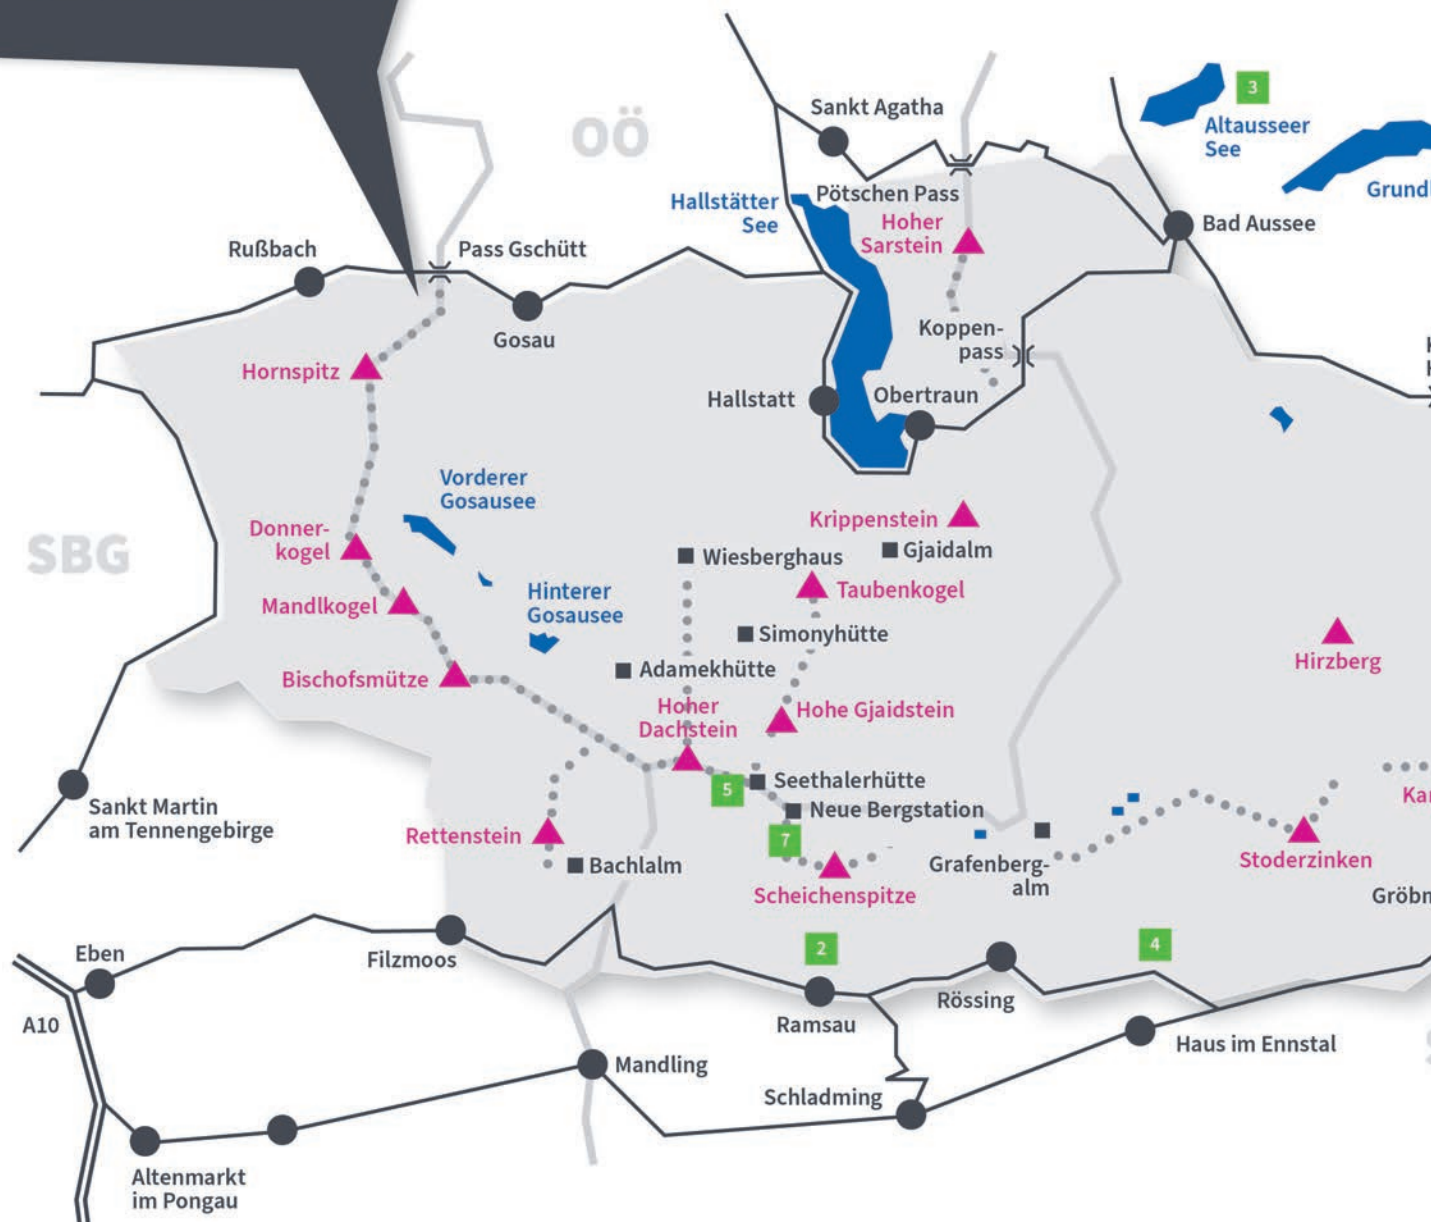 OÖ
Sankt Agatha
3
Altausseer
See
Hallstätter
See
Pötschen Pass
Hoher
Sarstein
Grundl
Bad Aussee
Rußbach
Pass Gschütt
Gosau
Koppen-
pass
Hornspitz
Hallstatt
Obertraun
Vorderer
Gosausee
Krippenstein
Gjaidalm
SBG
Donner-
kogel
Wiesberghaus
Taubenkogel
Mandlkogel
Hinterer
Gosausee
Simonyhütte
Hirzberg
Bischofsmütze
Adamekhütte
Hoher
Dachstein
Hohe Gjaidstein
Sankt Martin
am Tennengebirge
5
Seethalerhütte
Neue Bergstation
Kar
Rettenstein
7
Bachlalm
Scheichenspitze
Grafenberg-
alm
Stoderzinken
Gröbm
Eben
Filzmoos
2
4
A10
Ramsau
Rössing
Haus im Ennstal
Mandling
Schladming
Altenmarkt
im Pongau